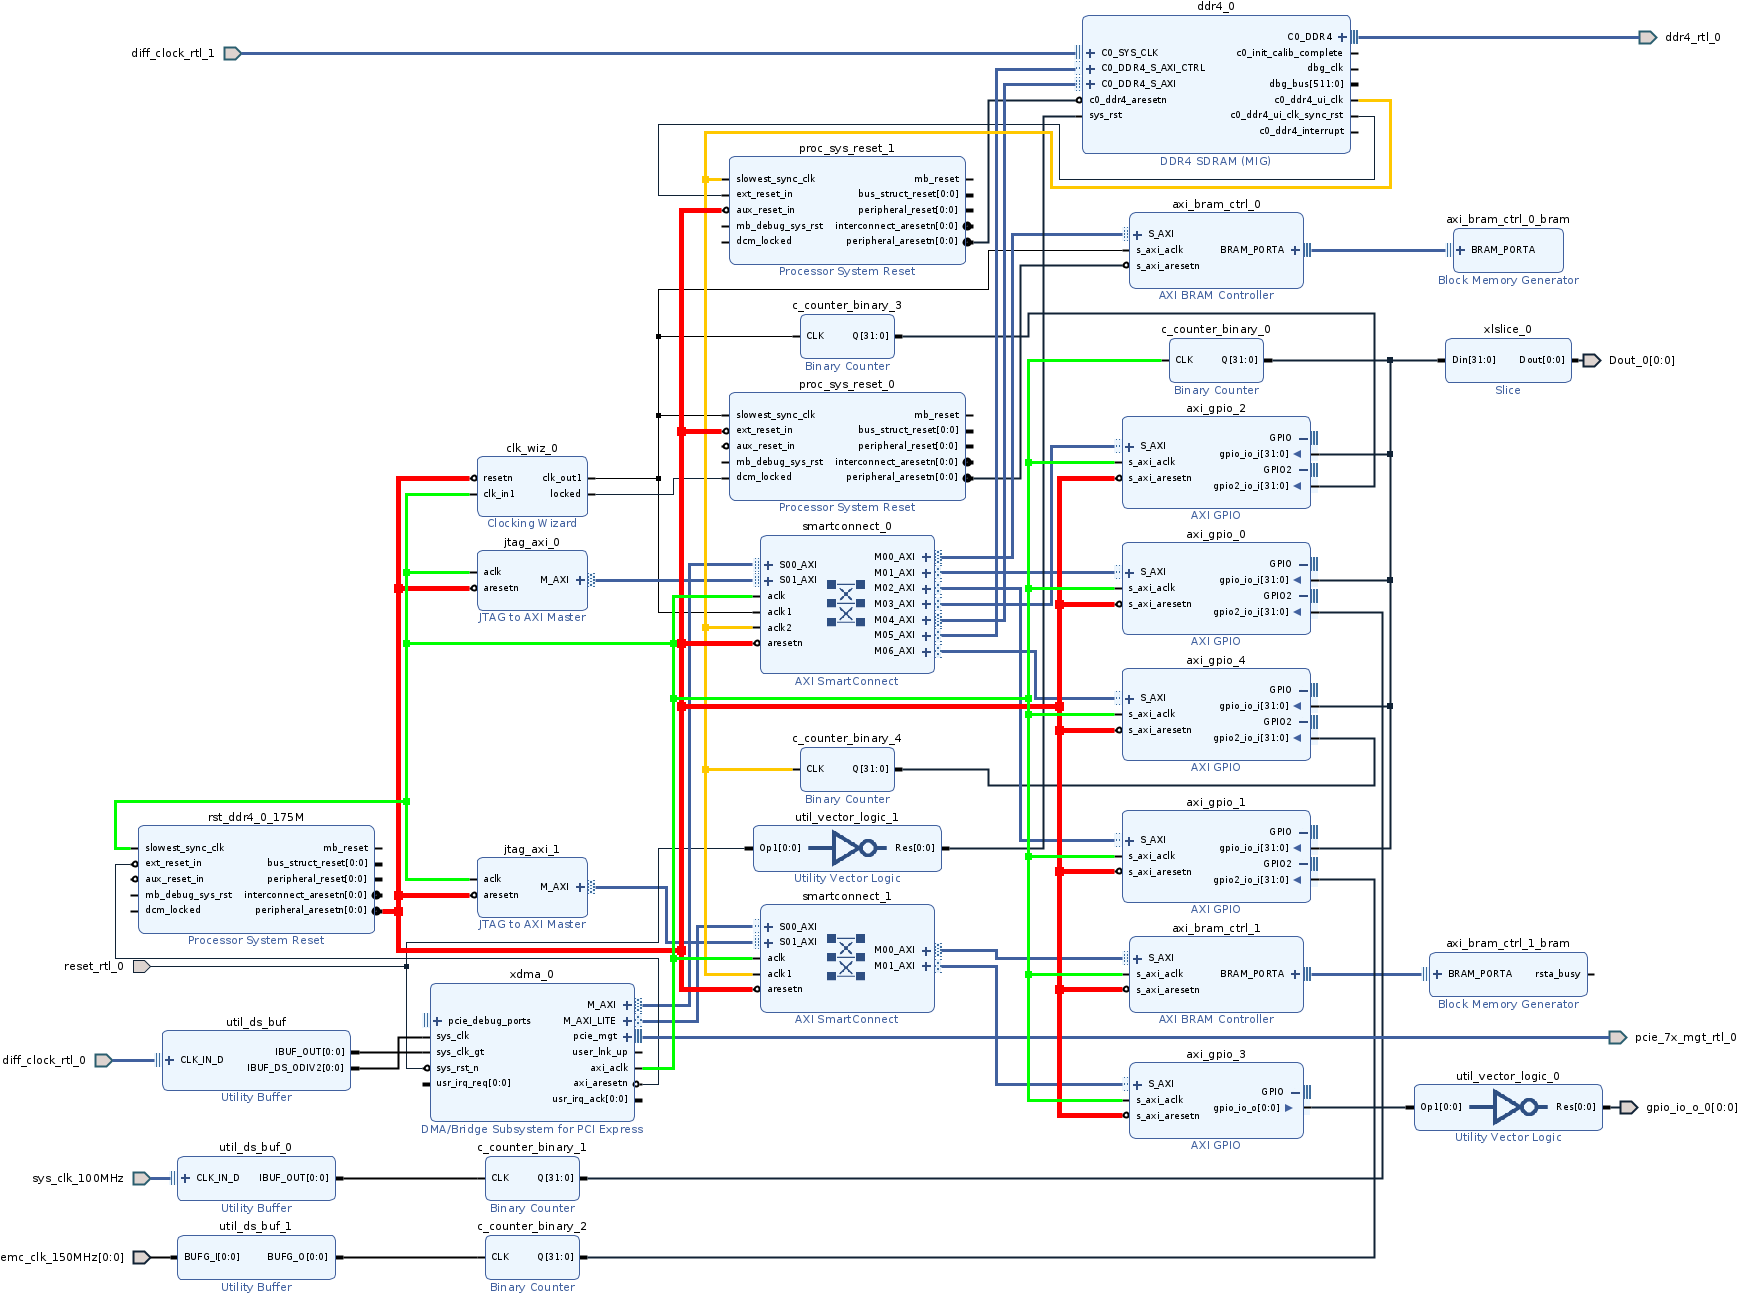 ddr4_0
diff_clock_rtl_1
C0_SYS_CLK
C0_DDR4_S_AXI_CTRL
C0_DDR4_S_AXI
c0_ddr4_aresetn
sys_rst
C0_DDR4
c0_init_calib_complete
dbg_clk
dbg_bus[511:0]
c0_ddr4_ui_clk
c0_ddr4_ui_clk_sync_rst
c0_ddr4_interrupt
DDR4 SDRAM (MIG)
ddr4_rtl_0
proc_sys_reset_1
slowest_sync_clk
ext_reset_in
aux_reset_in
mb_debug_sys_rst
dcm_locked
mb_reset
bus_struct_reset[0:0]
peripheral_reset[0:0]
interconnect_aresetn[0:0]
peripheral_aresetn[0:0]
Processor System Reset
axi_bram_ctrl_0
S_AXI
s_axi_aclk
s_axi_aresetn
BRAM_PORTA
AXI BRAM Controller
axi_bram_ctrl_0_bram
BRAM_PORTA
Block Memory Generator
c_counter_binary_3
CLK
Q[31:0]
Binary Counter
c_counter_binary_0
CLK
Q[31:0]
Binary Counter
xlslice_0
Din[31:0]
Dout[0:0]
Slice
Dout_0[0:0]
proc_sys_reset_0
slowest_sync_clk
ext_reset_in
aux_reset_in
mb_debug_sys_rst
dcm_locked
mb_reset
bus_struct_reset[0:0]
peripheral_reset[0:0]
interconnect_aresetn[0:0]
peripheral_aresetn[0:0]
Processor System Reset
axi_gpio_2
S_AXI
s_axi_aclk
s_axi_aresetn
GPIO
gpio_io_i[31:0]
GPIO2
gpio2_io_i[31:0]
AXI GPIO
clk_wiz_0
resetn
clk_in1
clk_out1
locked
Clocking Wizard
jtag_axi_0
aclk
aresetn
M_AXI
JTAG to AXI Master
smartconnect_0
S00_AXI
S01_AXI
aclk
aclk1
aclk2
aresetn
M00_AXI
M01_AXI
M02_AXI
M03_AXI
M04_AXI
M05_AXI
M06_AXI
AXI SmartConnect
axi_gpio_0
S_AXI
s_axi_aclk
s_axi_aresetn
GPIO
gpio_io_i[31:0]
GPIO2
gpio2_io_i[31:0]
AXI GPIO
axi_gpio_4
S_AXI
s_axi_aclk
s_axi_aresetn
GPIO
gpio_io_i[31:0]
GPIO2
gpio2_io_i[31:0]
AXI GPIO
c_counter_binary_4
CLK
Q[31:0]
Binary Counter
rst_ddr4_0_175M
slowest_sync_clk
ext_reset_in
aux_reset_in
mb_debug_sys_rst
dcm_locked
mb_reset
bus_struct_reset[0:0]
peripheral_reset[0:0]
interconnect_aresetn[0:0]
peripheral_aresetn[0:0]
Processor System Reset
util_vector_logic_1
Op1[0:0]
Res[0:0]
Utility Vector Logic
axi_gpio_1
S_AXI
s_axi_aclk
s_axi_aresetn
GPIO
gpio_io_i[31:0]
GPIO2
gpio2_io_i[31:0]
AXI GPIO
jtag_axi_1
aclk
aresetn
M_AXI
JTAG to AXI Master
smartconnect_1
S00_AXI
S01_AXI
aclk
aclk1
aresetn
M00_AXI
M01_AXI
AXI SmartConnect
axi_bram_ctrl_1
S_AXI
s_axi_aclk
s_axi_aresetn
BRAM_PORTA
AXI BRAM Controller
axi_bram_ctrl_1_bram
BRAM_PORTA
rsta_busy
Block Memory Generator
reset_rtl_0
xdma_0
pcie_debug_ports
sys_clk
sys_clk_gt
sys_rst_n
usr_irq_req[0:0]
M_AXI
M_AXI_LITE
pcie_mgt
user_lnk_up
axi_aclk
axi_aresetn
usr_irq_ack[0:0]
DMA/Bridge Subsystem for PCI Express
pcie_7x_mgt_rtl_0
diff_clock_rtl_0
util_ds_buf
CLK_IN_D
IBUF_OUT[0:0]
IBUF_DS_ODIV2[0:0]
Utility Buffer
axi_gpio_3
S_AXI
s_axi_aclk
s_axi_aresetn
GPIO
gpio_io_o[0:0]
AXI GPIO
util_vector_logic_0
Op1[0:0]
Res[0:0]
Utility Vector Logic
gpio_io_o_0[0:0]
sys_clk_100MHz
util_ds_buf_0
CLK_IN_D
IBUF_OUT[0:0]
Utility Buffer
c_counter_binary_1
CLK
Q[31:0]
Binary Counter
emc_clk_150MHz[0:0]
util_ds_buf_1
BUFG_I[0:0]
BUFG_O[0:0]
Utility Buffer
c_counter_binary_2
CLK
Q[31:0]
Binary Counter